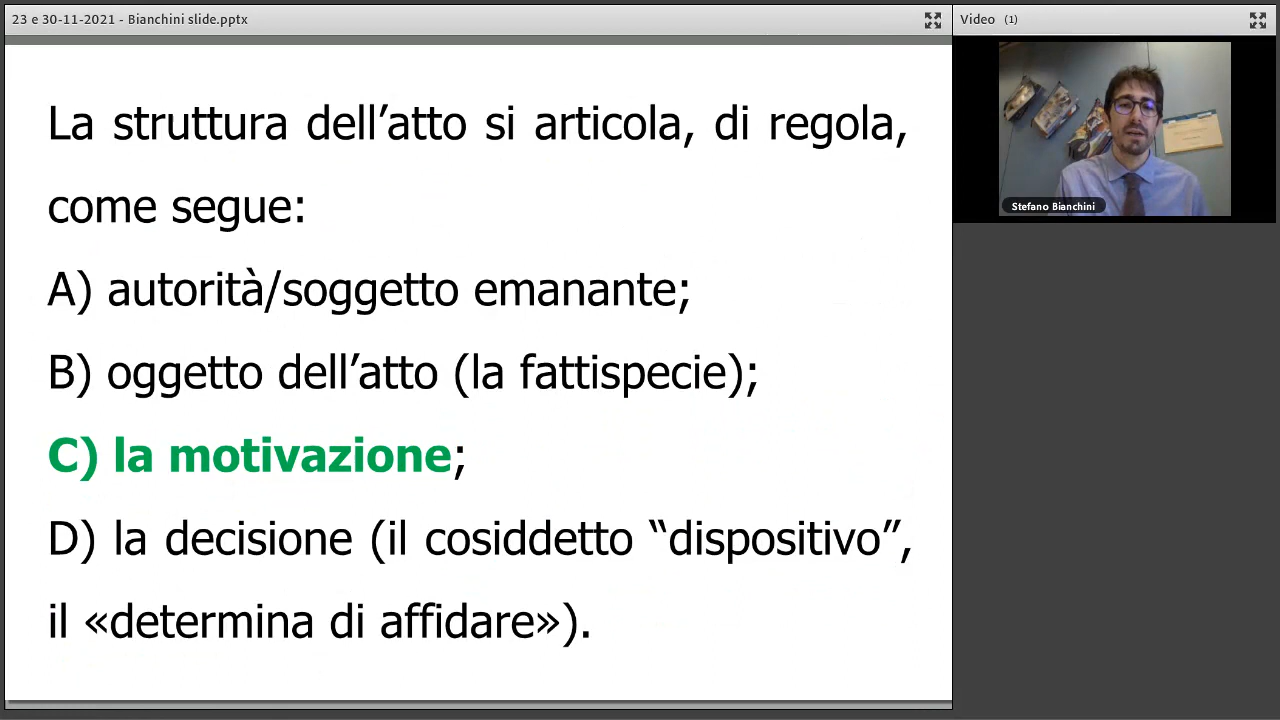 23 e 30-11-2021 - Bianchini slide.pptx
Video (1)
La struttura dell’atto si articola, di regola,
come segue:
A) autorità/soggetto emanante;
B) oggetto dell’atto (la fattispecie);
C) la motivazione;
D) la decisione (il cosiddetto “dispositivo”,
il «determina di affidare»).
Stefano Bianchini